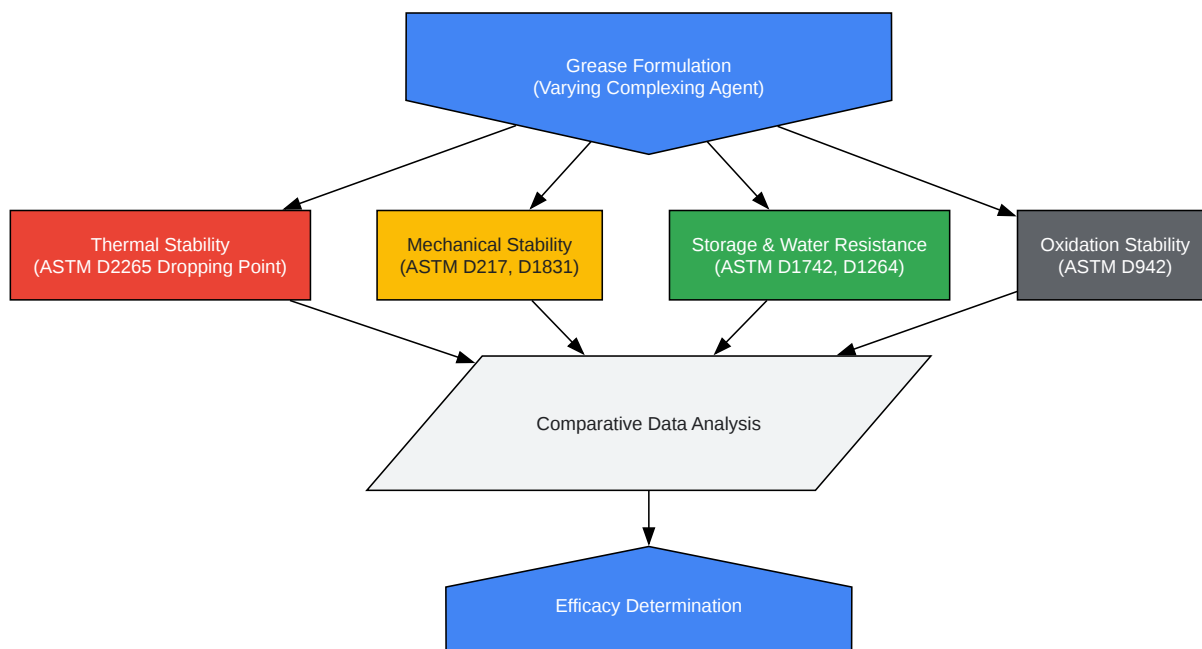 Grease Formulation
(Varying Complexing Agent)
Thermal Stability
(ASTM D2265 Dropping Point)
Mechanical Stability
(ASTM D217, D1831)
Storage & Water Resistance
(ASTM D1742, D1264)
Oxidation Stability
(ASTM D942)
Comparative Data Analysis
Efficacy Determination